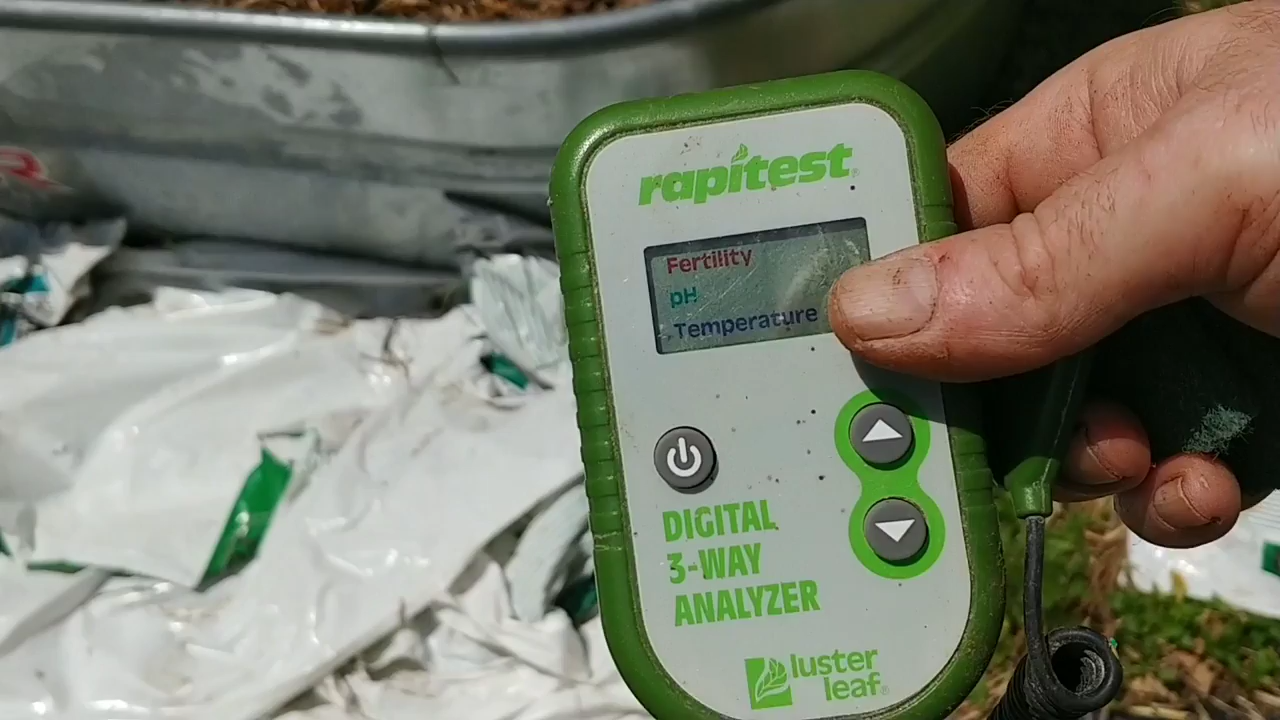 rapitest®
Fertility
pH
Temperature
DIGITAL
3-WAY
ANALYZER
luster
leaf®
R